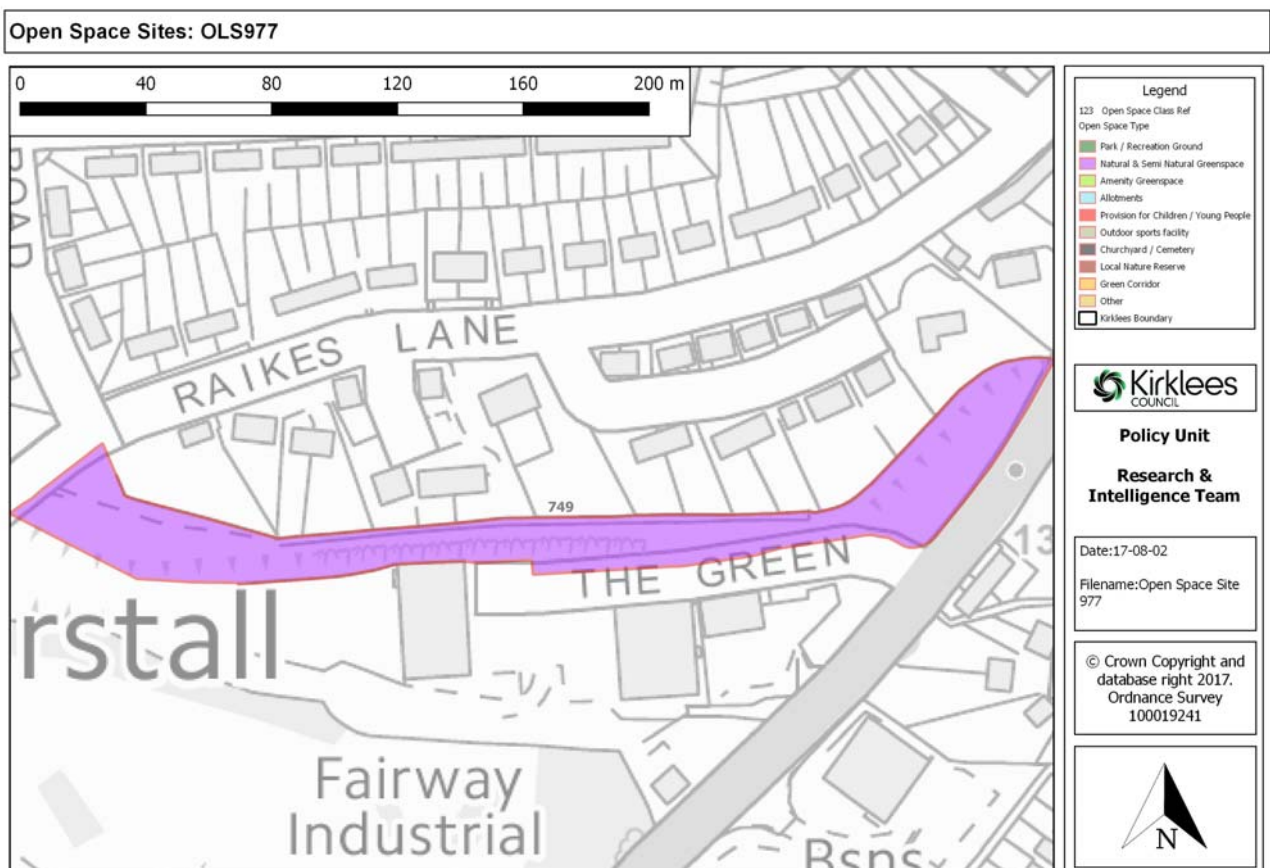 Open Space Sites: OLS977
0 40 80 120 160 200 m
ROAD
RAIKES LANE
749
THE GREEN
13
rstall
Fairway
Industrial
Bsns
Legend
123 Open Space Class Ref
Open Space Type
Park / Recreation Ground
Natural & Semi Natural Greenspace
Amenity Greenspace
Allotments
Provision for Children / Young People
Outdoor sports facility
Churchyard / Cemetery
Local Nature Reserve
Green Corridor
Other
Kirklees Boundary
Kirklees
COUNCIL
Policy Unit
Research &
Intelligence Team
Date:17-08-02
Filename:Open Space Site
977
© Crown Copyright and
database right 2017.
Ordnance Survey
100019241
N